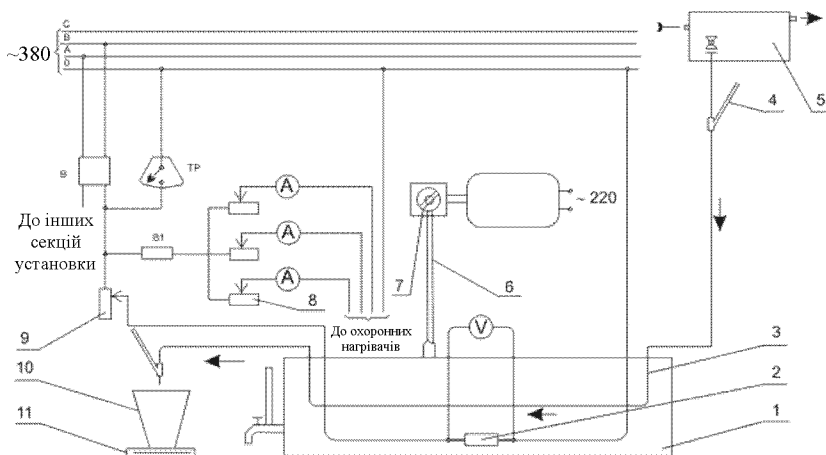 C
B
A
0
~380
5
4
B
TP
A
До інших
секцій
установки
B1
A
~ 220
7
6
A
8
До охоронних
нагрівачів
V
9
3
10
2
11
1